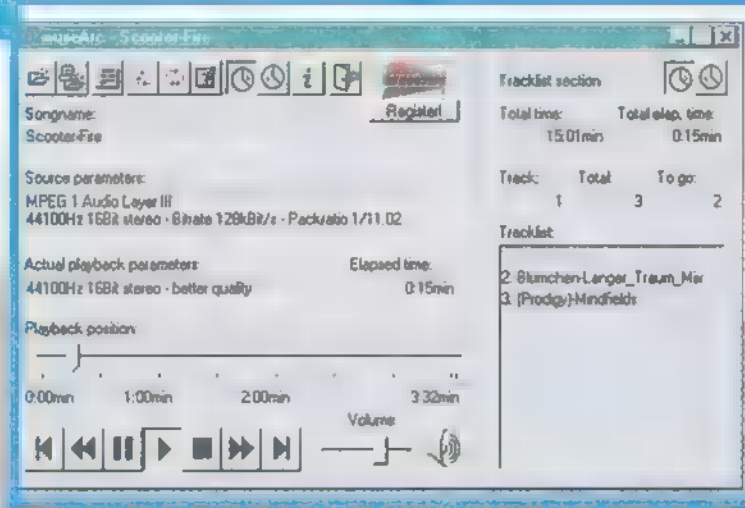 museArc - Scooter-Fire
Songname:
Scooter-Fire
Register!
Source parameters:
MPEG 1 Audio Layer III
44100Hz 16Bit stereo - Bitrate 128kBit/s - Packratio 1/11.02
Actual playback parameters:
44100Hz 16Bit stereo - better quality
Elapsed time:
0:15min
Playback position:
0:00min 1:00min 2:00min 3:32min
Volume
Tracklist section
Total time: Total elap. time:
15:01min 0:15min
Track: Total: To go:
1 3 2
Tracklist:
2. Blumchen-Langer_Traum_Mix
3. (Prodigy)-Mindfields